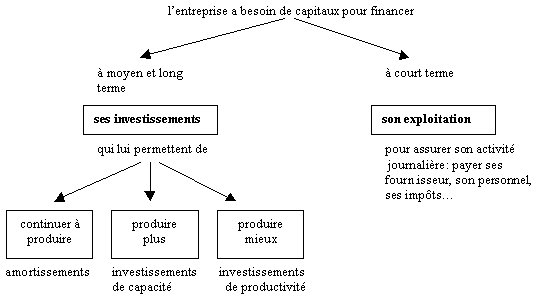 l'entreprise a besoin de capitaux pour financer
à moyen et long
terme
à court terme
ses investissements
son exploitation
qui lui permettent de
pour assurer son activité
journalière: payer ses
fourn.isseur, son personnel,
ses impôts...
continuer à
produire
produire
plus
produire
mieux
amortissements
investissements
de capacité
investissements
de productivité